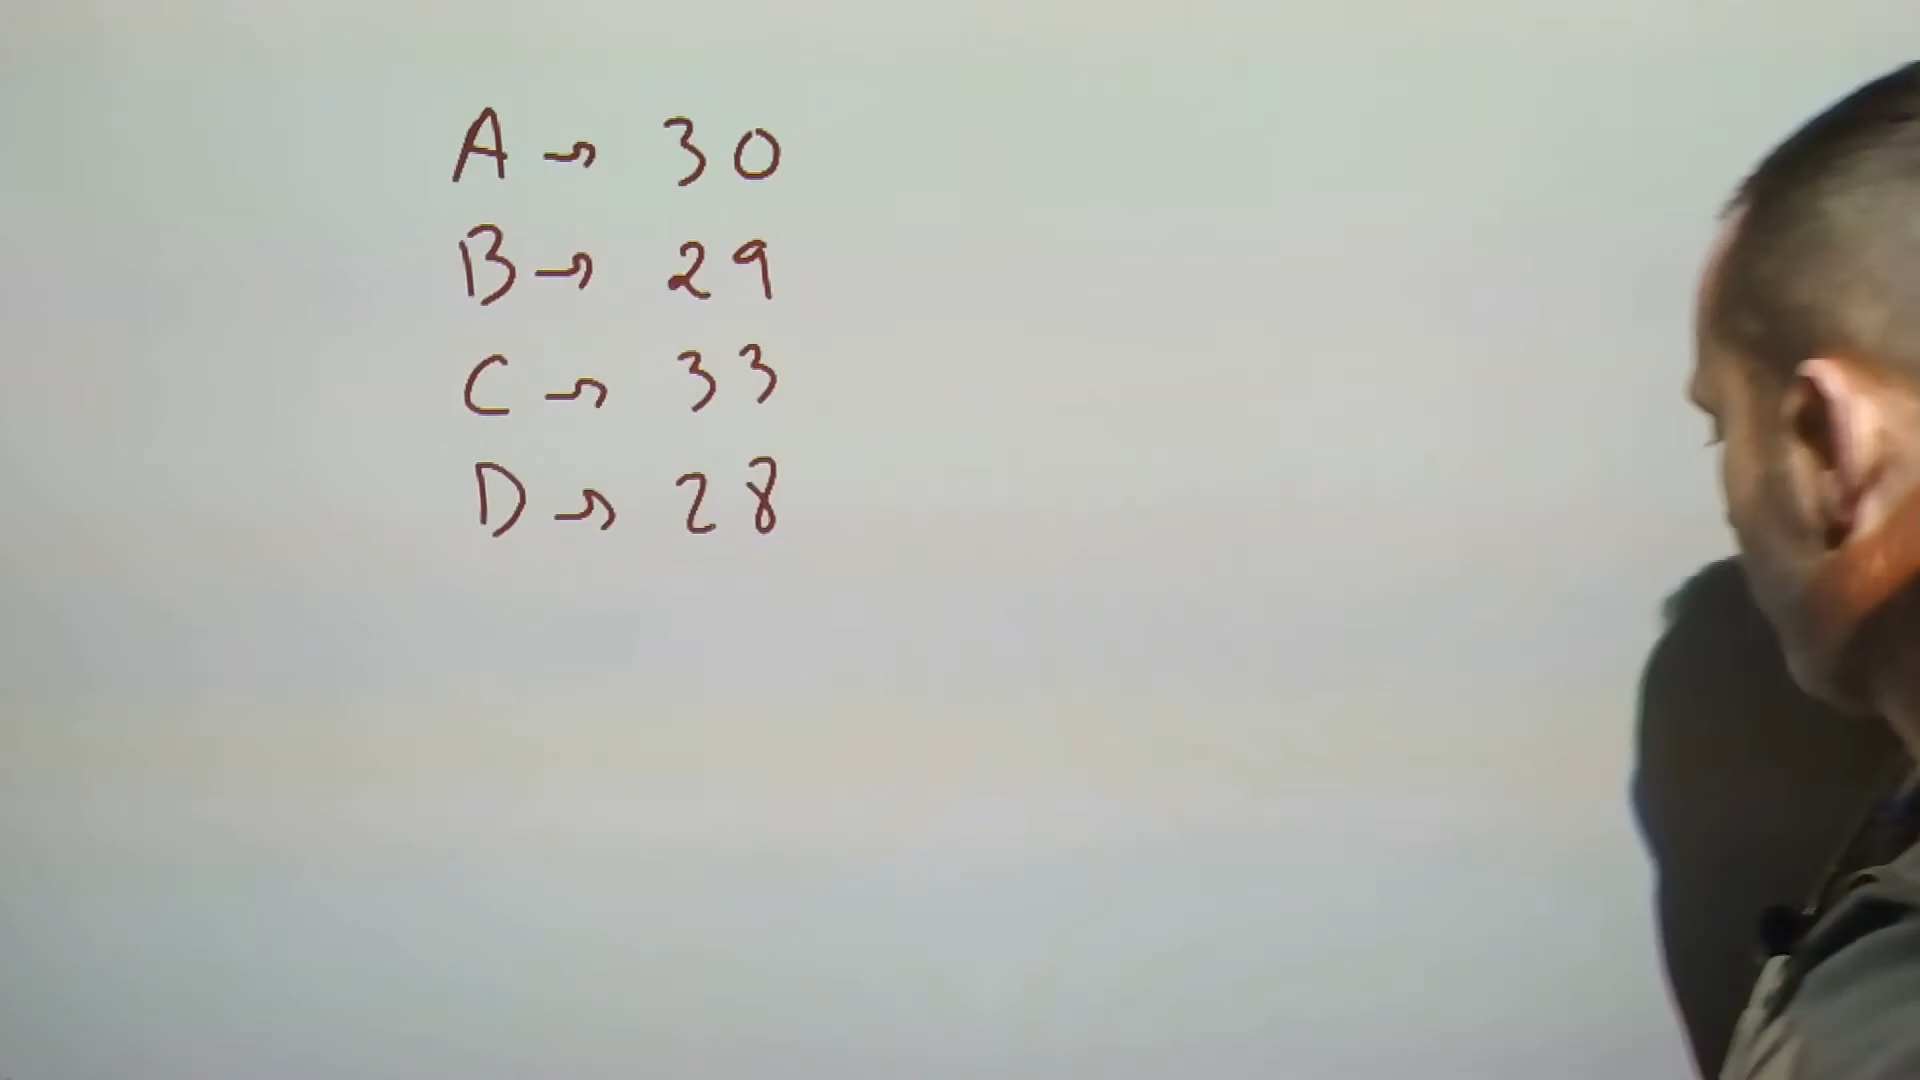 A → 30
B → 29
C → 33
D → 28